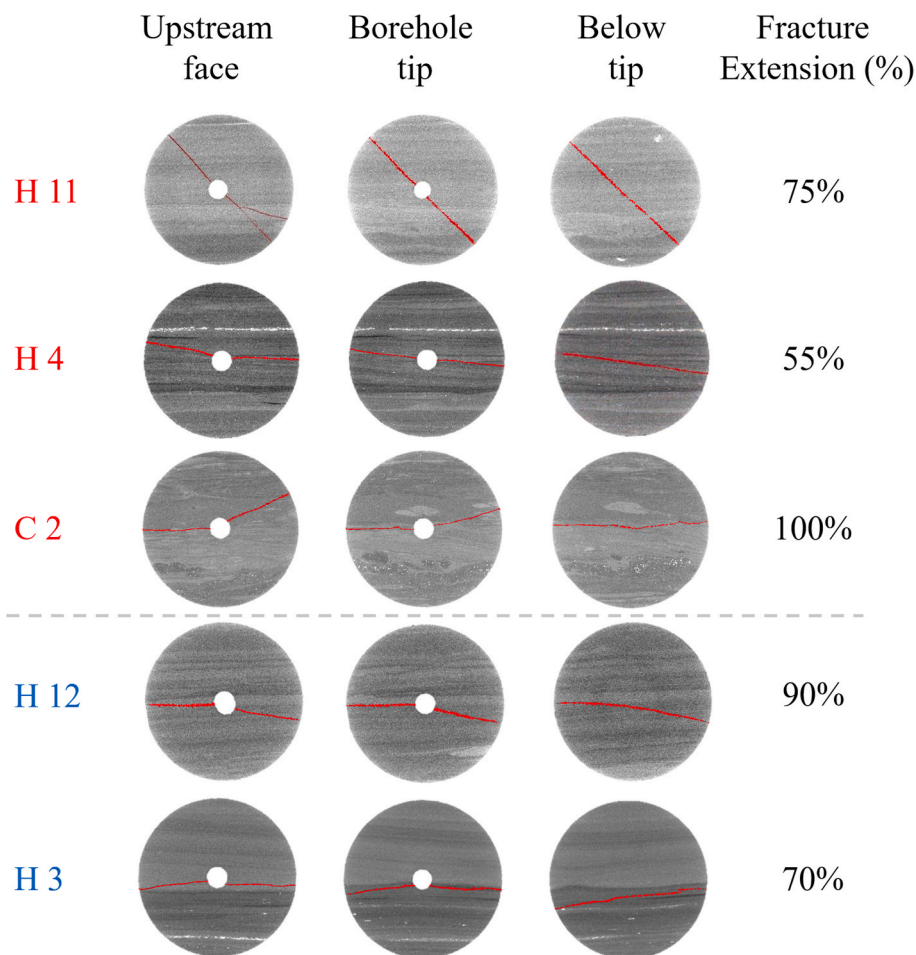 Upstream face
Borehole tip
Below tip
Fracture Extension (%)
H 11
75%
H 4
55%
C 2
100%
H 12
90%
H 3
70%